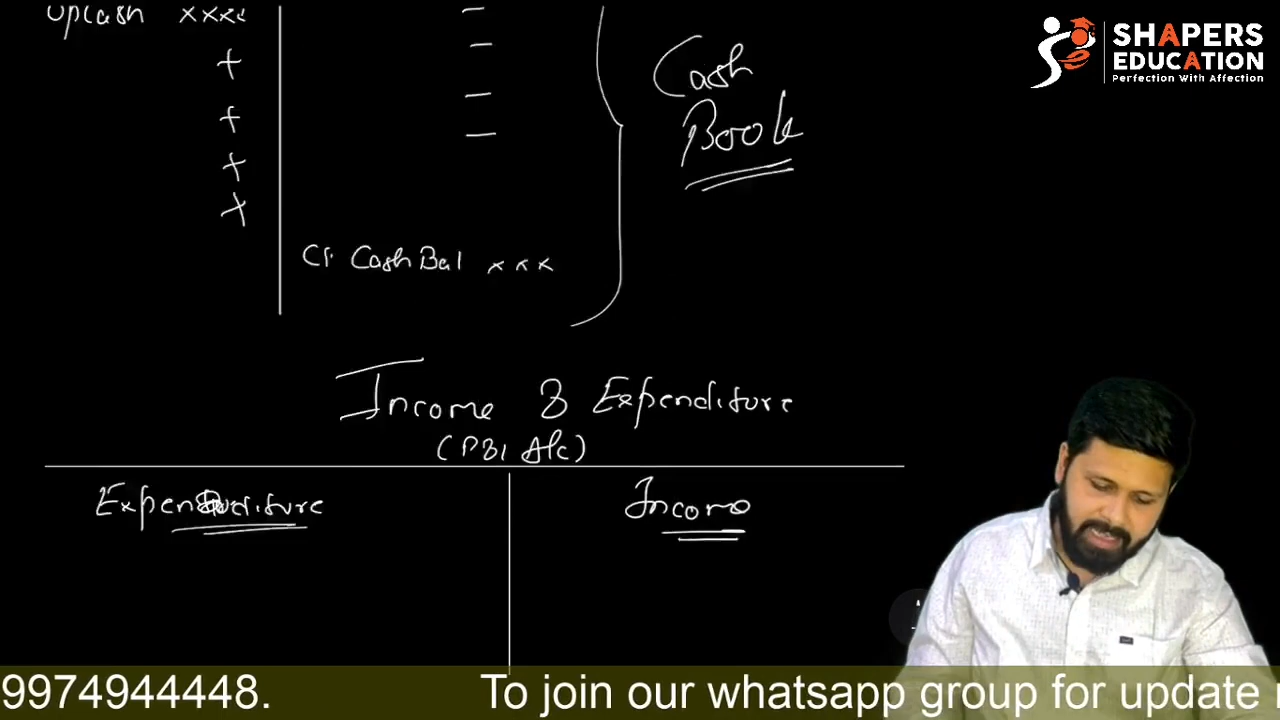 Op Cash xxxx
+ -
+ -
+ -
+ -
Cash
Book
Cl. Cash Bal xxx
Income & Expenditure
(P&L A/c)
Expenditure
Income
SHAPERS
EDUCATION
Perfection With Affection
9974944448. To join our whatsapp group for update